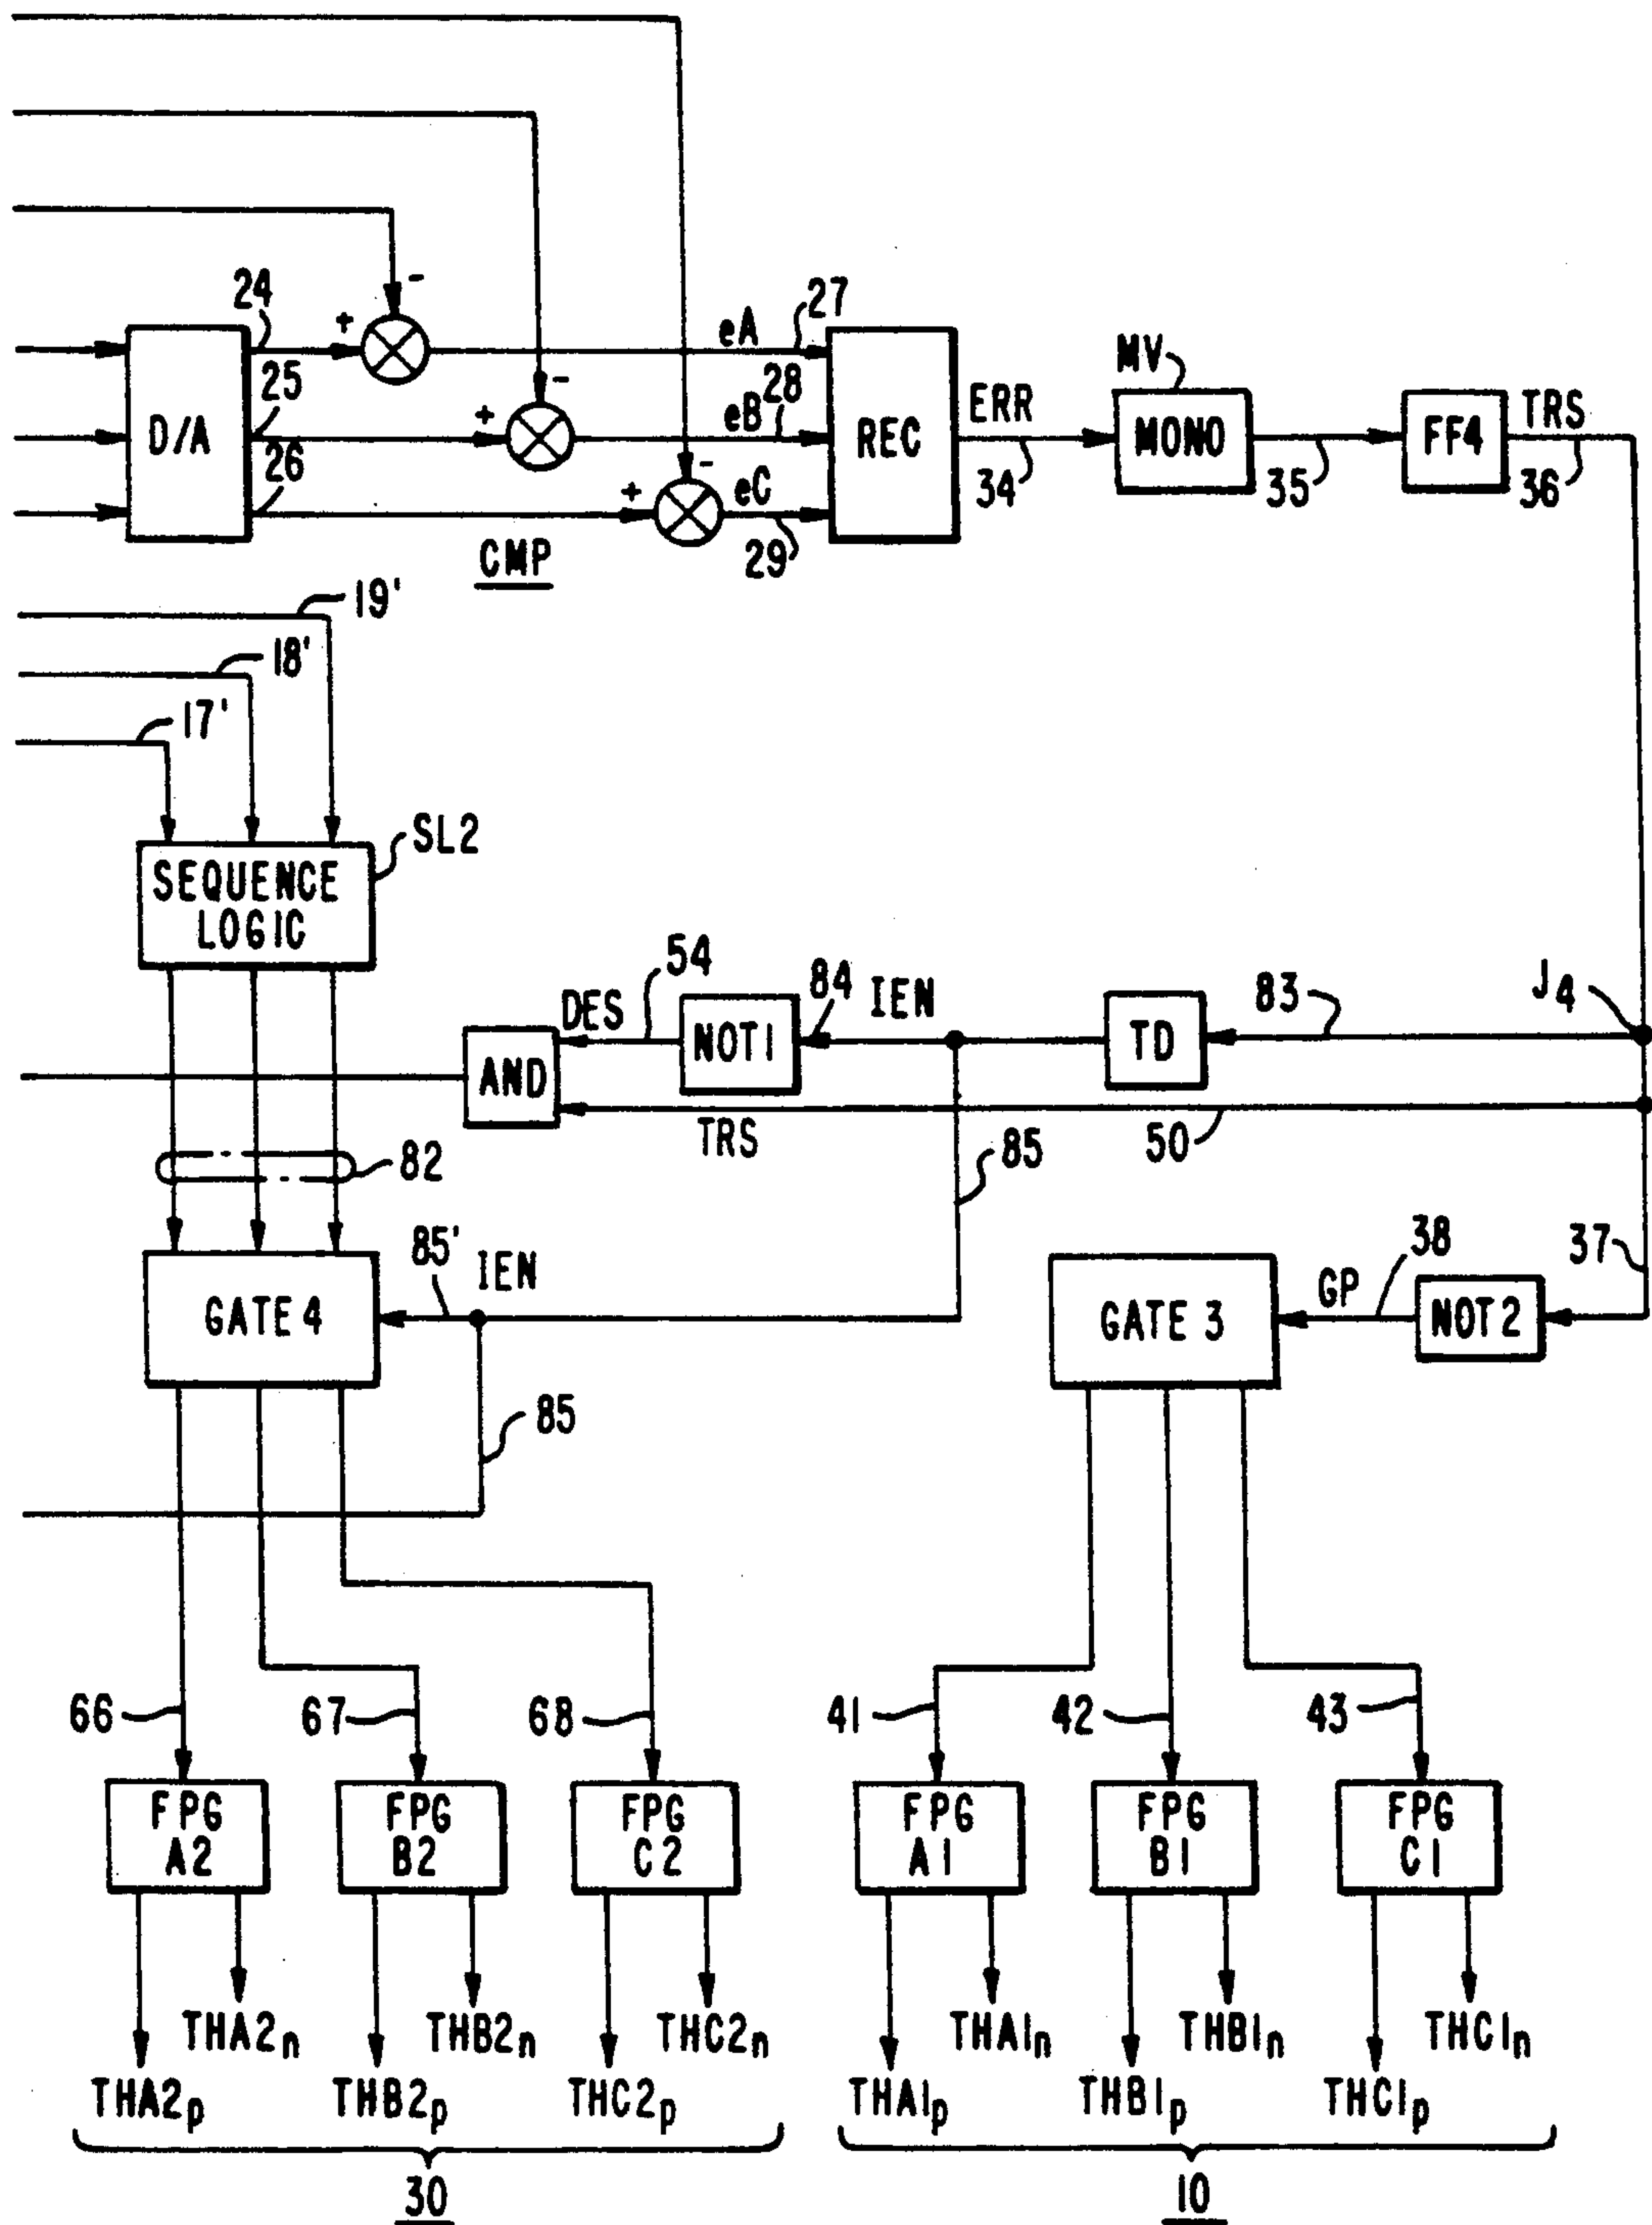 -
24
+
27
eA
MV
25
-
28
D/A
+
eB
REC
ERR
MONO
FF4
TRS
26
-
34
35
36
+
eC
CMP
29
19'
18'
17'
SL2
SEQUENCE
LOGIC
54
84
IEN
83
J4
DES
NOT1
TD
AND
TRS
50
82
85
85'
IEN
38
37
GP
GATE 4
GATE 3
NOT 2
85
66
67
68
41
42
43
FPG
A2
FPG
B2
FPG
C2
FPG
A1
FPG
B1
FPG
C1
THA2n
THB2n
THC2n
THA1n
THB1n
THC1n
THA2p
THB2p
THC2p
THA1p
THB1p
THC1p
30
10